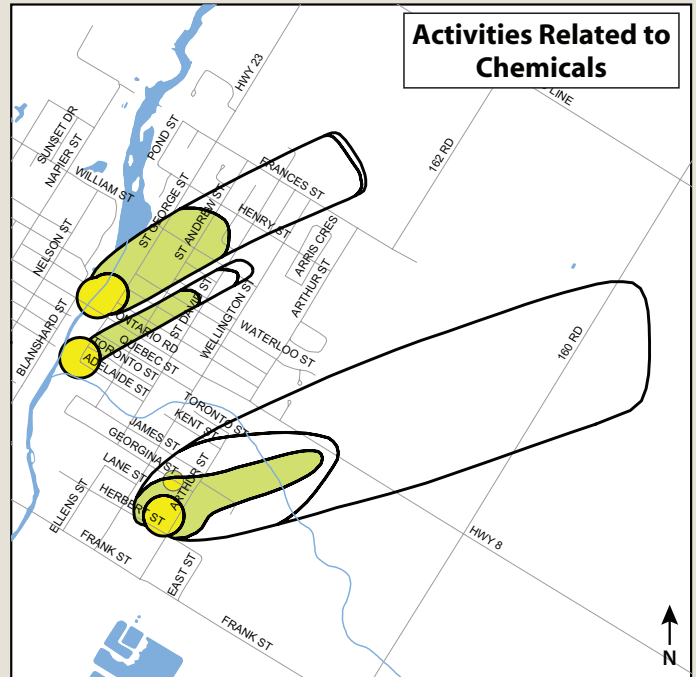 Activities Related to
Chemicals
HWY 23
LINE
SUNSET DR
NAPIER ST
POND ST
162 RD
FRANCES ST
WILLIAM ST
ST GEORGE ST
ST ANDREW ST
HENRY ST
NELSON ST
ARRIS CRES
ARTHUR ST
ST DAVID ST
WELLINGTON ST
BLANSHARD ST
ONTARIO RD
QUEBEC ST
TORONTO ST
ADELAIDE ST
WATERLOO ST
160 RD
TORONTO ST
KENT ST
JAMES ST
GEORGINA ST
LANE ST
ARTHUR ST
HERBERT ST
ELLENS ST
FRANK ST
EAST ST
HWY 8
FRANK ST
N